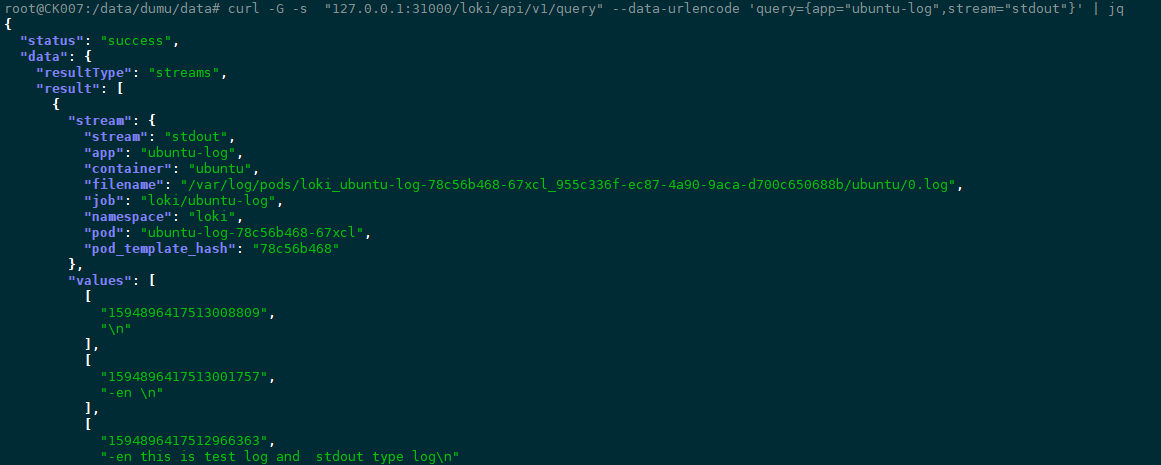 root@CK007:/data/dumu/data# curl -G -s  "127.0.0.1:31000/loki/api/v1/query" --data-urlencode 'query={app="ubuntu-log",stream="stdout"}' | jq
{
  "status": "success",
  "data": {
    "resultType": "streams",
    "result": [
      {
        "stream": {
          "stream": "stdout",
          "app": "ubuntu-log",
          "container": "ubuntu",
          "filename": "/var/log/pods/loki_ubuntu-log-78c56b468-67xcl_955c336f-ec87-4a90-9aca-d700c650688b/ubuntu/0.log",
          "job": "loki/ubuntu-log",
          "namespace": "loki",
          "pod": "ubuntu-log-78c56b468-67xcl",
          "pod_template_hash": "78c56b468"
        },
        "values": [
          [
            "1594896417513008809",
            "\n"
          ],
          [
            "1594896417513001757",
            "-en \n"
          ],
          [
            "1594896417512966363",
            "-en this is test log and  stdout type log\n"